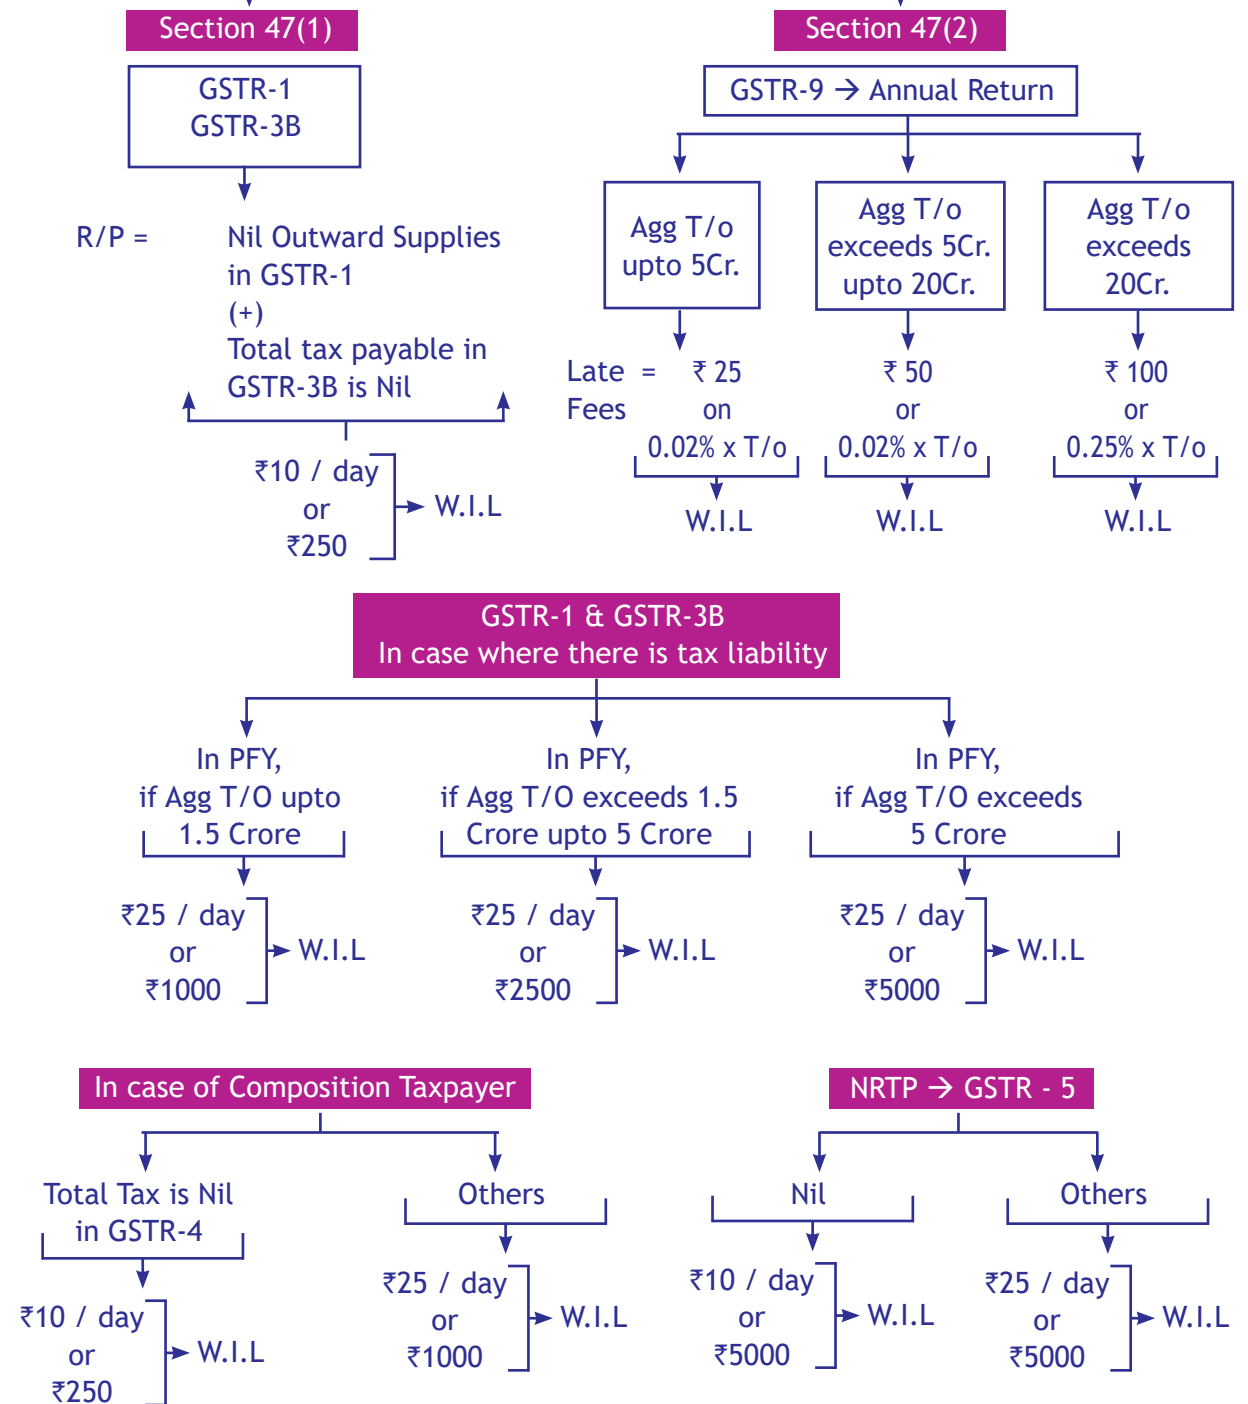 Section 47(1)
GSTR-1
GSTR-3B
R/P =
Nil Outward Supplies
in GSTR-1
(+)
Total tax payable in
GSTR-3B is Nil
₹10 / day
or
₹250
W.I.L
Section 47(2)
GSTR-9 → Annual Return
Agg T/o
upto 5Cr.
Agg T/o
exceeds 5Cr.
upto 20Cr.
Agg T/o
exceeds
20Cr.
Late =
Fees
₹ 25
on
0.02% x T/o
W.I.L
₹ 50
or
0.02% x T/o
W.I.L
₹ 100
or
0.25% x T/o
W.I.L
GSTR-1 & GSTR-3B
In case where there is tax liability
In PFY,
if Agg T/O upto
1.5 Crore
₹25 / day
or
₹1000
W.I.L
In PFY,
if Agg T/O exceeds 1.5
Crore upto 5 Crore
₹25 / day
or
₹2500
W.I.L
In PFY,
if Agg T/O exceeds
5 Crore
₹25 / day
or
₹5000
W.I.L
In case of Composition Taxpayer
Total Tax is Nil
in GSTR-4
₹10 / day
or
₹250
W.I.L
Others
₹25 / day
or
₹1000
W.I.L
NRTP → GSTR - 5
Nil
₹10 / day
or
₹5000
W.I.L
Others
₹25 / day
or
₹5000
W.I.L